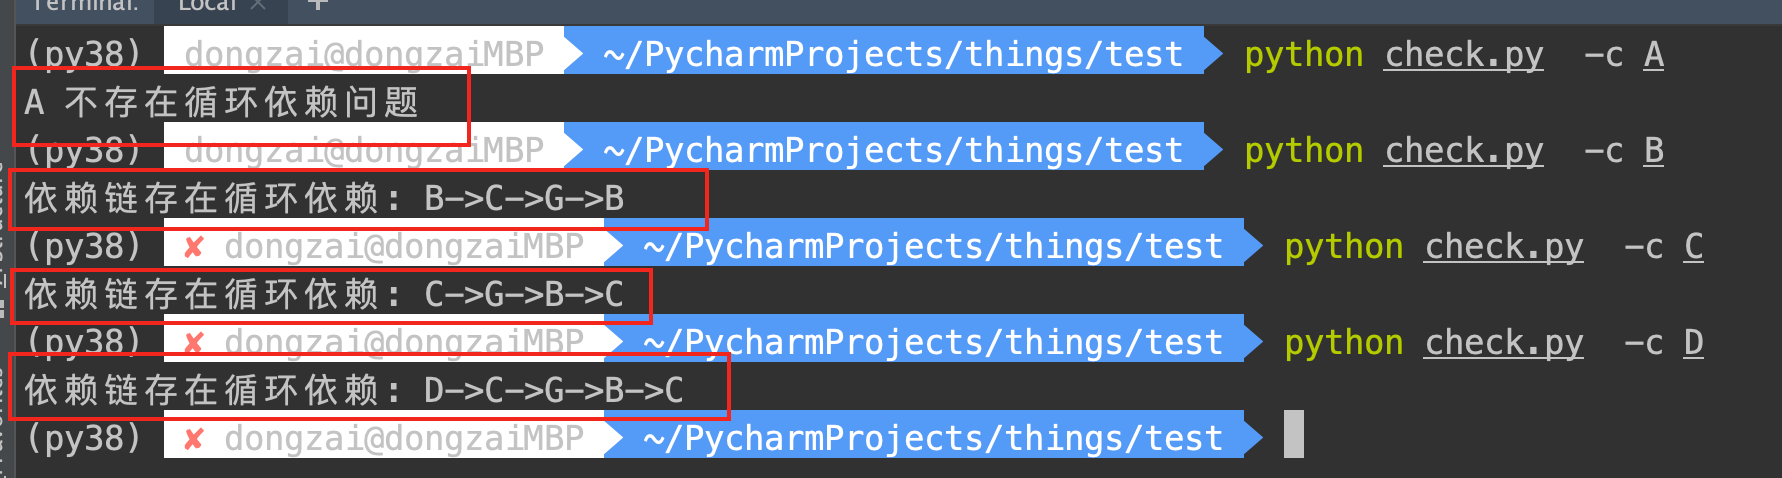 Terminal: Local × +
(py38) dongzai@dongzaiMBP ~/PycharmProjects/things/test python check.py -c A
A 不存在循环依赖问题
(py38) dongzai@dongzaiMBP ~/PycharmProjects/things/test python check.py -c B
依赖链存在循环依赖: B->C->G->B
(py38) ✘ dongzai@dongzaiMBP ~/PycharmProjects/things/test python check.py -c C
依赖链存在循环依赖: C->G->B->C
(py38) ✘ dongzai@dongzaiMBP ~/PycharmProjects/things/test python check.py -c D
依赖链存在循环依赖: D->C->G->B->C
(py38) ✘ dongzai@dongzaiMBP ~/PycharmProjects/things/test